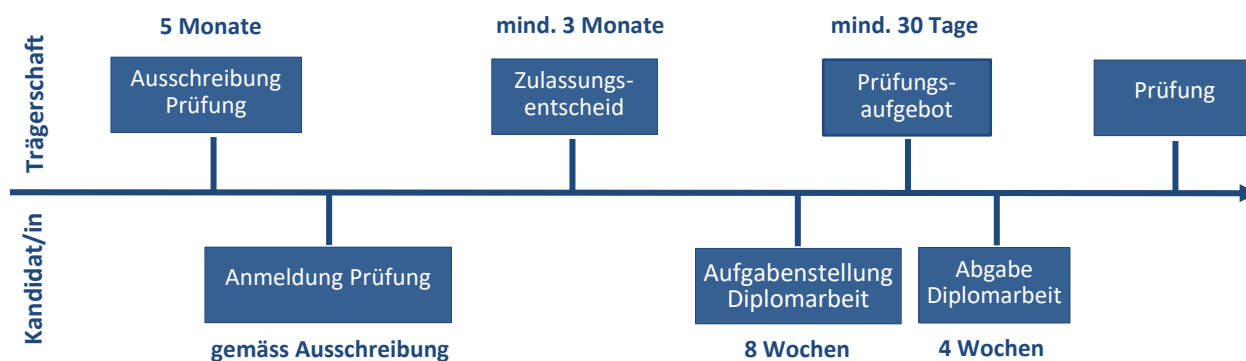 5 Monate
mind. 3 Monate
mind. 30 Tage
Trägerschaft
Ausschreibung
Prüfung
Zulassungs-
entscheid
Prüfungs-
aufgebot
Prüfung
Kandidat/in
Anmeldung Prüfung
Aufgabenstellung
Diplomarbeit
Abgabe
Diplomarbeit
gemäss Ausschreibung
8 Wochen
4 Wochen